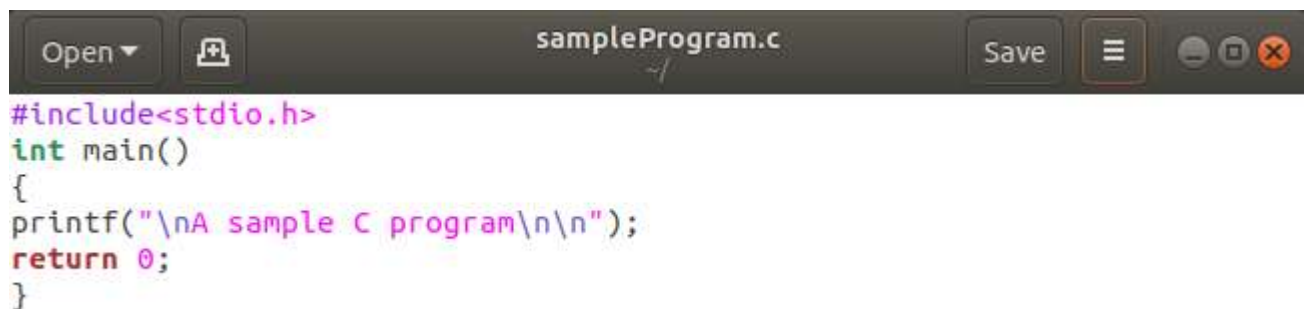 Open sampleProgram.c Save
~/
#include<stdio.h>
int main()
{
printf("\nA sample C program\n\n");
return 0;
}